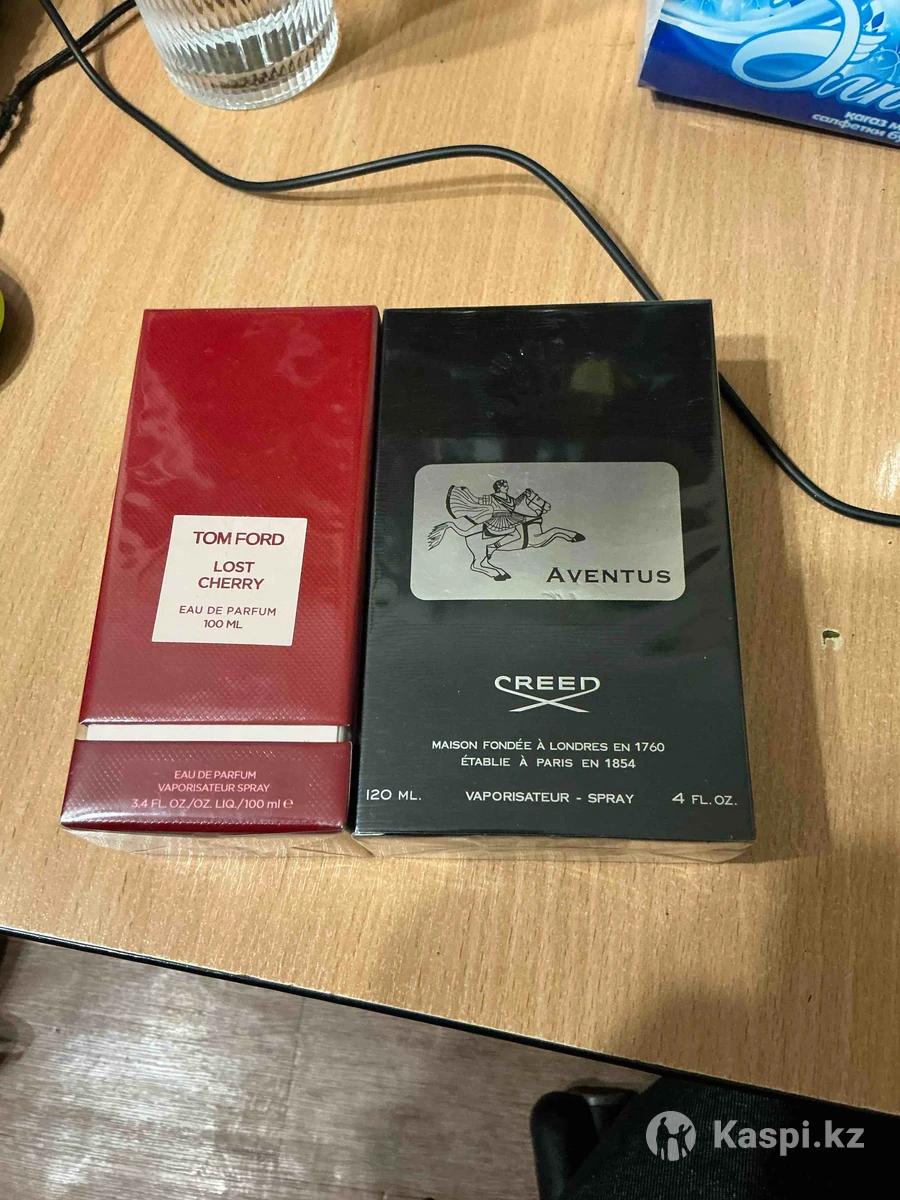 қағаз м
салфетки б
TOM FORD
LOST
CHERRY
EAU DE PARFUM
100 ML
EAU DE PARFUM
VAPORISATEUR SPRAY
3.4 FL. OZ./OZ. LIQ./100 ml e
AVENTUS
CREED
MAISON FONDÉE À LONDRES EN 1760
ÉTABLIE À PARIS EN 1854
120 ML. VAPORISATEUR - SPRAY 4 FL. OZ.
Kaspi.kz